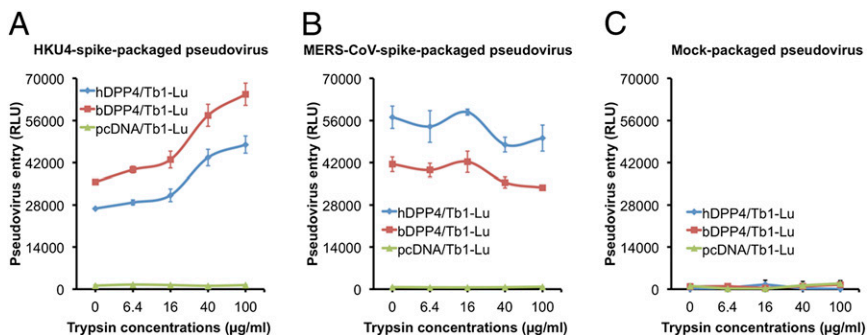 A
HKU4-spike-packaged pseudovirus
Pseudovirus entry (RLU)
70000
56000
42000
28000
14000
0
hDPP4/Tb1-Lu
bDPP4/Tb1-Lu
pcDNA/Tb1-Lu
0 6.4 16 40 100
Trypsin concentrations (µg/ml)
B
MERS-CoV-spike-packaged pseudovirus
Pseudovirus entry (RLU)
70000
56000
42000
28000
14000
0
hDPP4/Tb1-Lu
bDPP4/Tb1-Lu
pcDNA/Tb1-Lu
0 6.4 16 40 100
Trypsin concentrations (µg/ml)
C
Mock-packaged pseudovirus
Pseudovirus entry (RLU)
70000
56000
42000
28000
14000
0
hDPP4/Tb1-Lu
bDPP4/Tb1-Lu
pcDNA/Tb1-Lu
0 6.4 16 40 100
Trypsin concentrations (µg/ml)